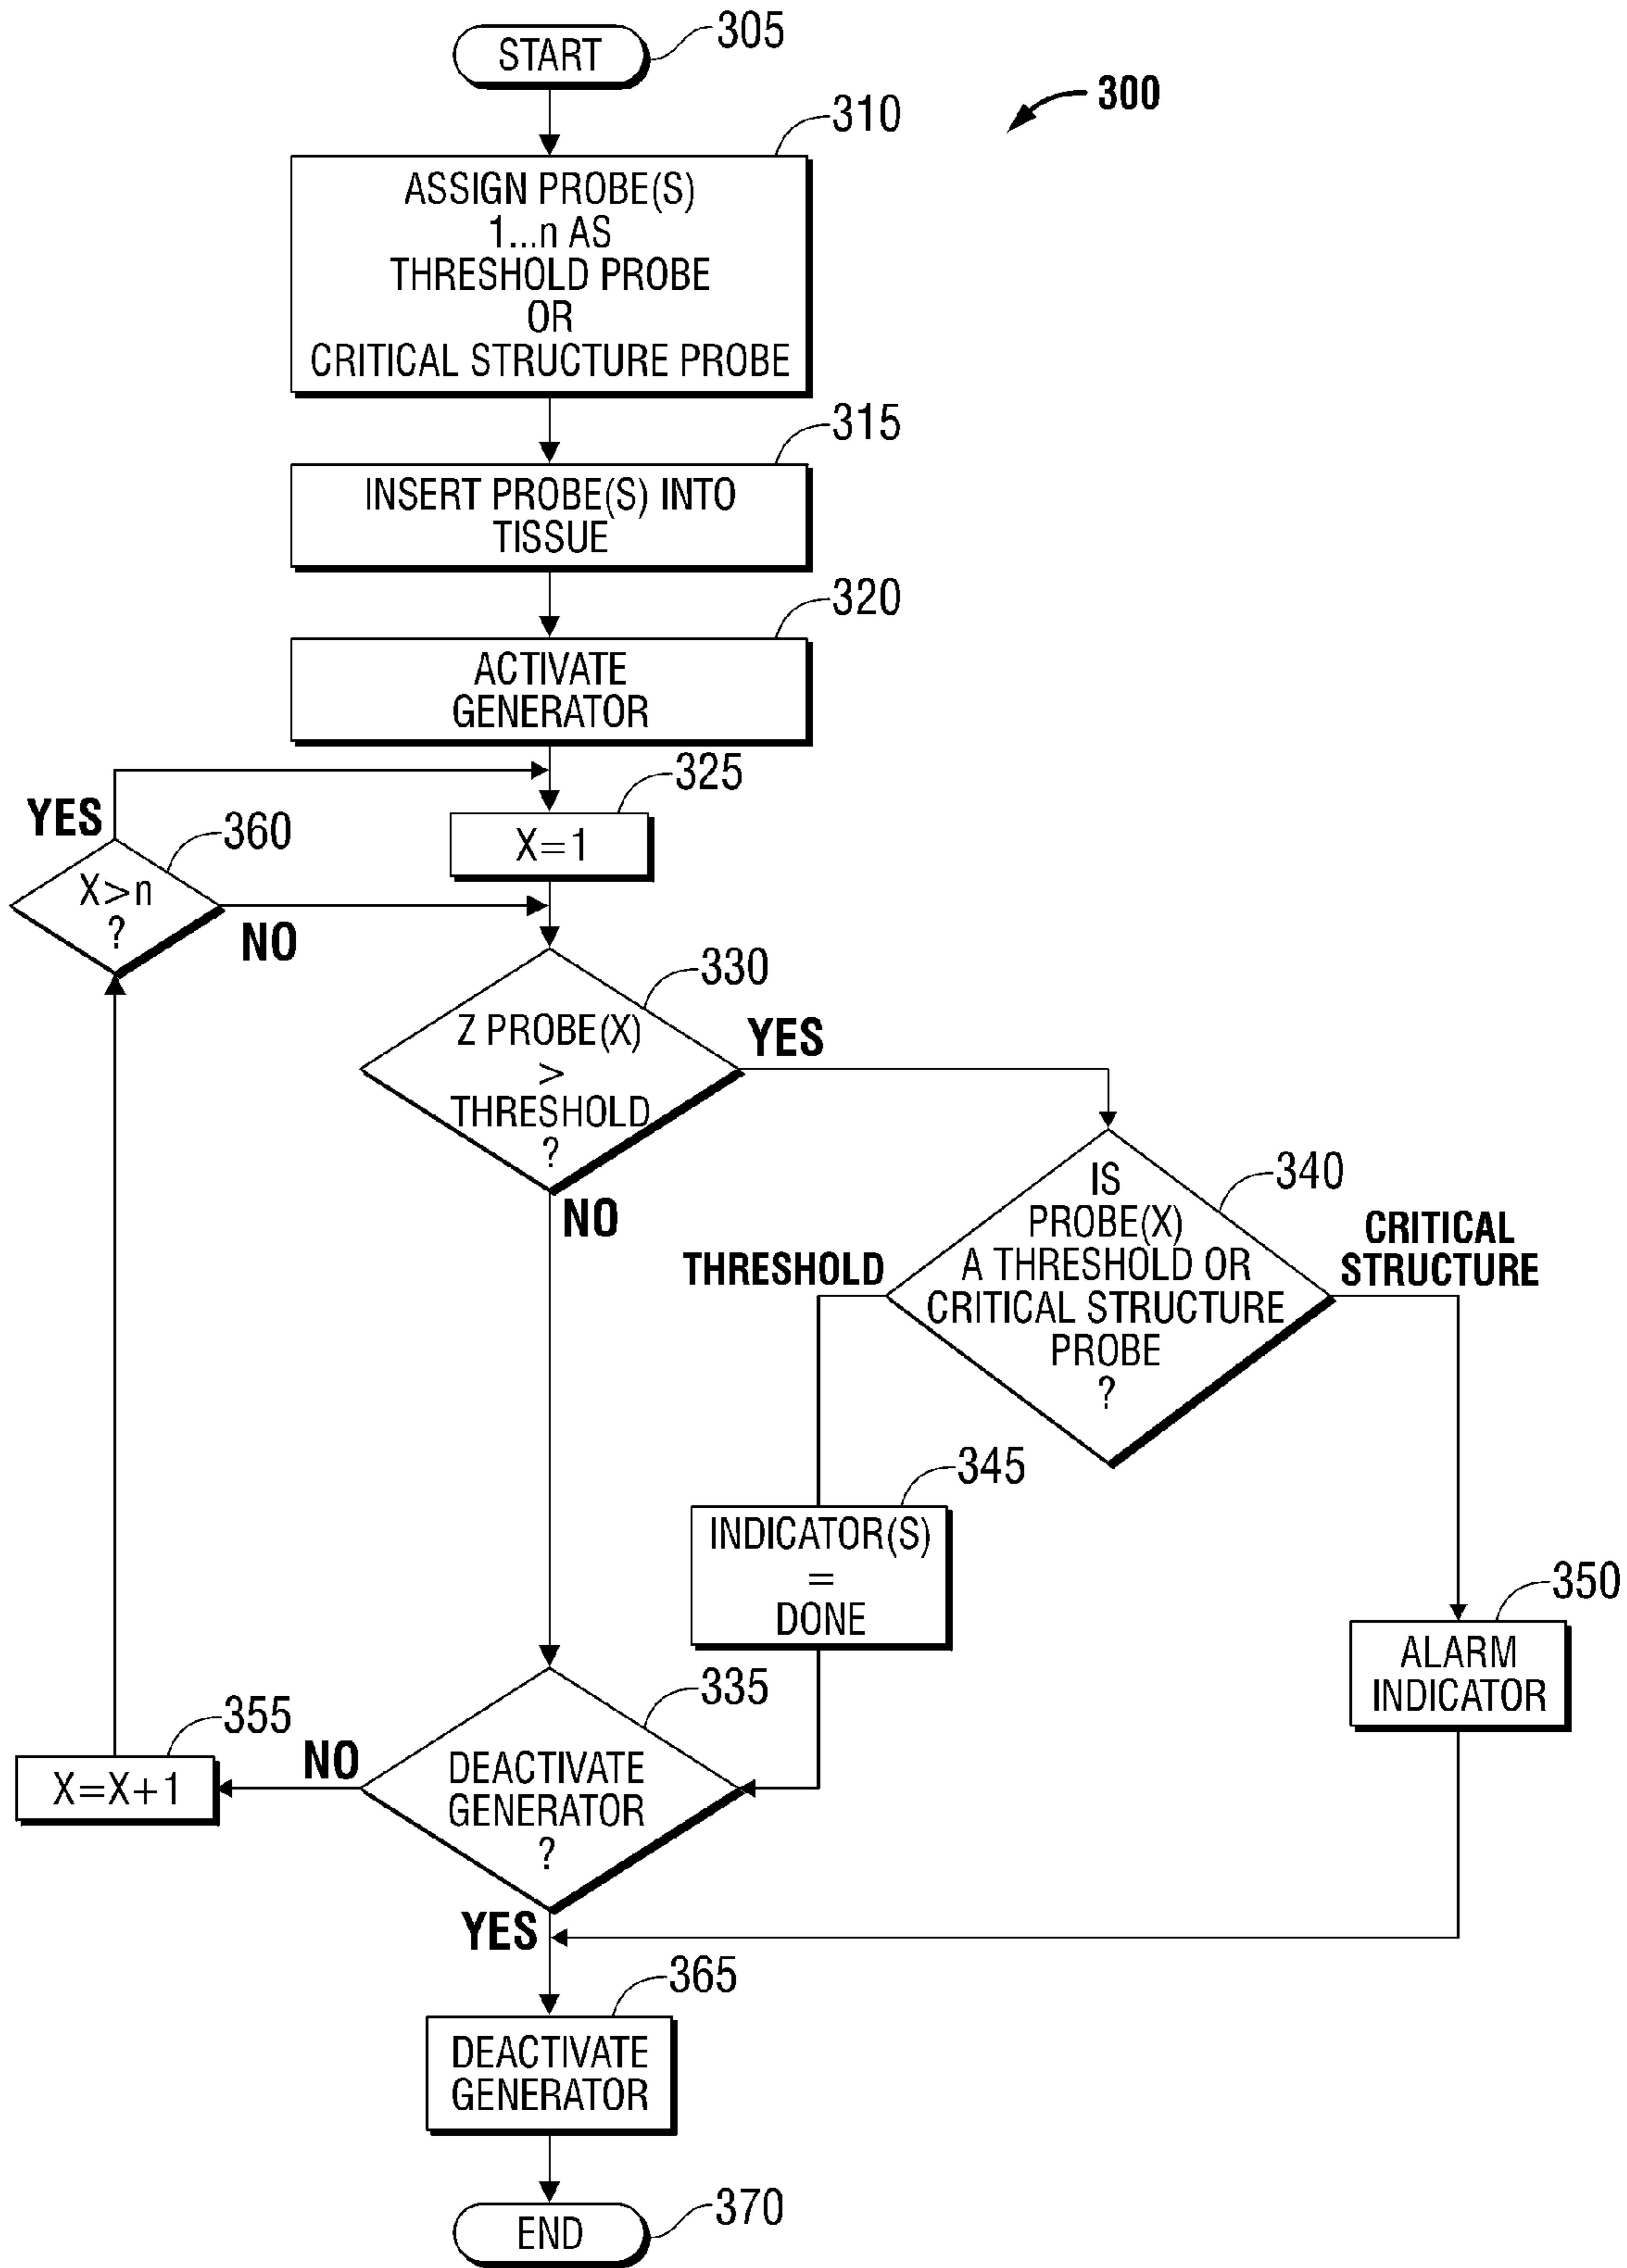 START
305
300
310
ASSIGN PROBE(S)
1...n AS
THRESHOLD PROBE
OR
CRITICAL STRUCTURE PROBE
315
INSERT PROBE(S) INTO
TISSUE
320
ACTIVATE
GENERATOR
325
X=1
YES
360
X>n
?
NO
330
Z PROBE(X)
>
THRESHOLD
?
YES
NO
340
IS
PROBE(X)
A THRESHOLD OR
CRITICAL STRUCTURE
PROBE
?
THRESHOLD
CRITICAL
STRUCTURE
345
INDICATOR(S)
=
DONE
350
ALARM
INDICATOR
335
DEACTIVATE
GENERATOR
?
NO
355
X=X+1
YES
365
DEACTIVATE
GENERATOR
END
370